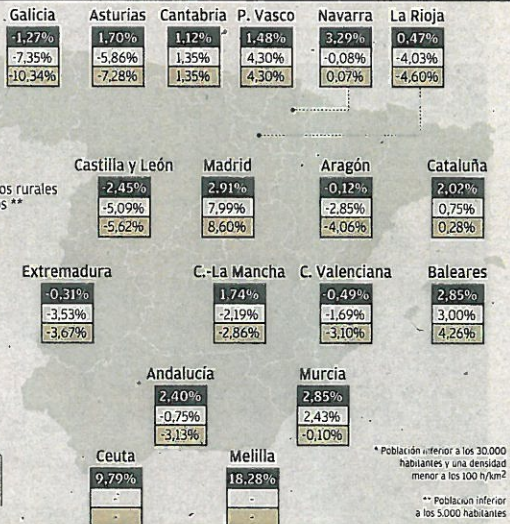 Galicia Asturias Cantabria P. Vasco Navarra La Rioja
-1,27% 1,70% 1,12% 1,48% 3,29% 0,47%
-7,35% -5,86% 1,35% 4,30% -0,08% -4,03%
-10,34% -7,28% 1,35% 4,30% 0,07% -4,60%
os rurales
s **
Castilla y León Madrid Aragón Cataluña
-2,45% 2,91% -0,12% 2,02%
-5,09% 7,99% -2,85% 0,75%
-5,62% 8,60% -4,06% 0,28%
Extremadura C.-La Mancha C. Valenciana Baleares
-0,31% 1,74% -0,49% 2,85%
-3,53% -2,19% -1,69% 3,00%
-3,67% -2,86% -3,10% 4,26%
Andalucía Murcia
2,40% 2,85%
-0,75% 2,43%
-3,13% -0,10%
Ceuta Melilla
9,79% 18,28%
- -
- -
* Población inferior a los 30.000
habitantes y una densidad
menor a los 100 h/km²
** Población inferior
a los 5.000 habitantes